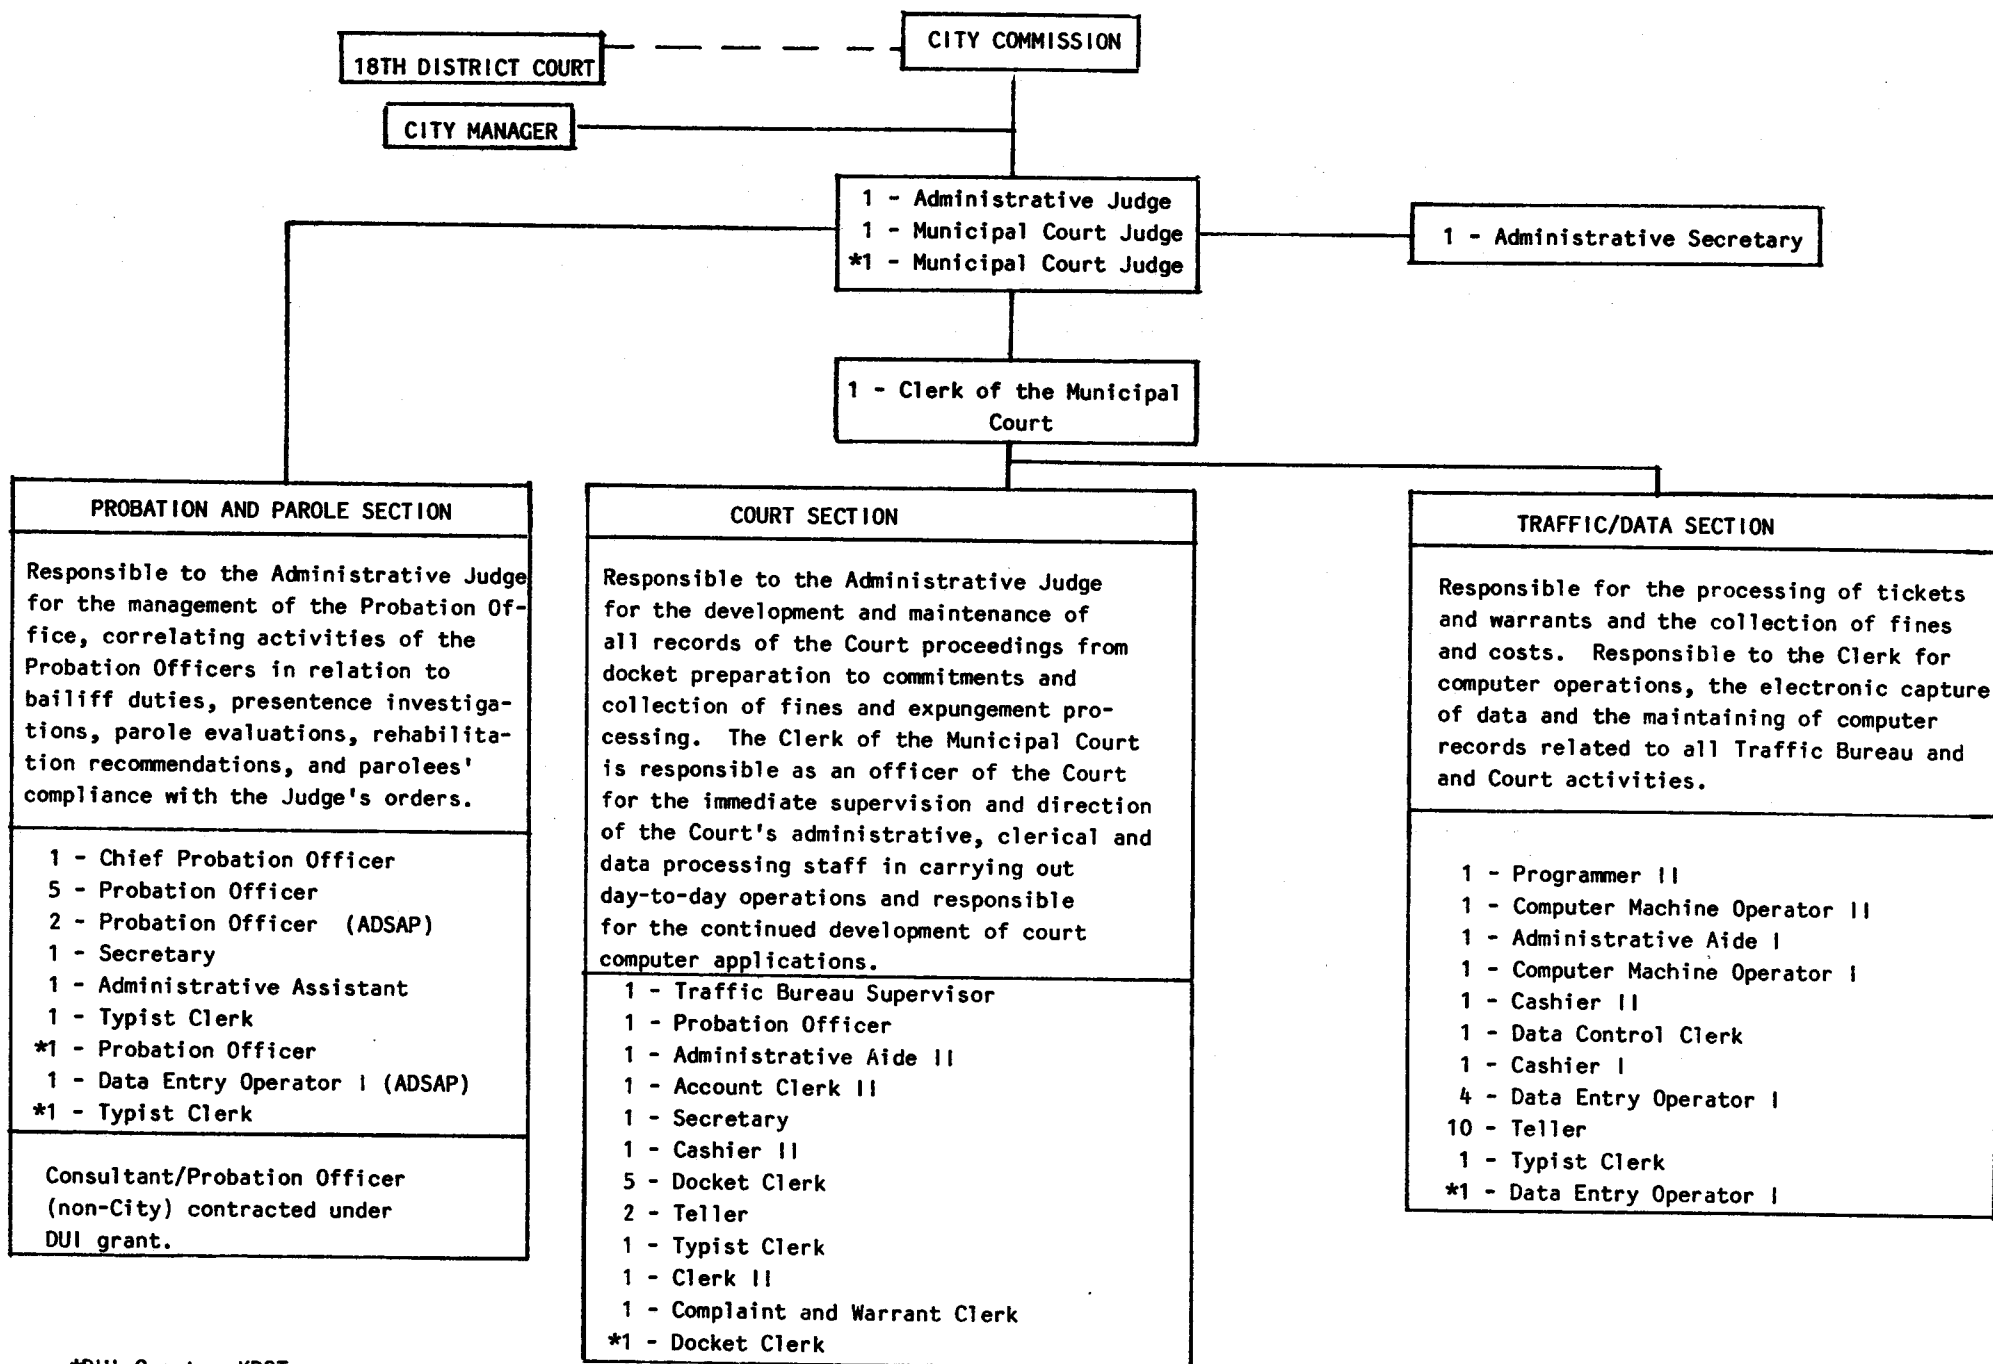 CITY COMMISSION
18TH DISTRICT COURT
CITY MANAGER
1 - Administrative Judge
1 - Municipal Court Judge
*1 - Municipal Court Judge
1 - Administrative Secretary
1 - Clerk of the Municipal
Court
PROBATION AND PAROLE SECTION
Responsible to the Administrative Judge
for the management of the Probation Of-
fice, correlating activities of the
Probation Officers in relation to
bailiff duties, presentence investiga-
tions, parole evaluations, rehabilita-
tion recommendations, and parolees'
compliance with the Judge's orders.
1 - Chief Probation Officer
5 - Probation Officer
2 - Probation Officer (ADSAP)
1 - Secretary
1 - Administrative Assistant
1 - Typist Clerk
*1 - Probation Officer
1 - Data Entry Operator I (ADSAP)
*1 - Typist Clerk
Consultant/Probation Officer
(non-City) contracted under
DUI grant.
COURT SECTION
Responsible to the Administrative Judge
for the development and maintenance of
all records of the Court proceedings from
docket preparation to commitments and
collection of fines and expungement pro-
cessing. The Clerk of the Municipal Court
is responsible as an officer of the Court
for the immediate supervision and direction
of the Court's administrative, clerical and
data processing staff in carrying out
day-to-day operations and responsible
for the continued development of court
computer applications.
1 - Traffic Bureau Supervisor
1 - Probation Officer
1 - Administrative Aide II
1 - Account Clerk II
1 - Secretary
1 - Cashier II
5 - Docket Clerk
2 - Teller
1 - Typist Clerk
1 - Clerk II
1 - Complaint and Warrant Clerk
*1 - Docket Clerk
TRAFFIC/DATA SECTION
Responsible for the processing of tickets
and warrants and the collection of fines
and costs. Responsible to the Clerk for
computer operations, the electronic capture
of data and the maintaining of computer
records related to all Traffic Bureau and
and Court activities.
1 - Programmer II
1 - Computer Machine Operator II
1 - Administrative Aide I
1 - Computer Machine Operator I
1 - Cashier II
1 - Data Control Clerk
1 - Cashier I
4 - Data Entry Operator I
10 - Teller
1 - Typist Clerk
*1 - Data Entry Operator I